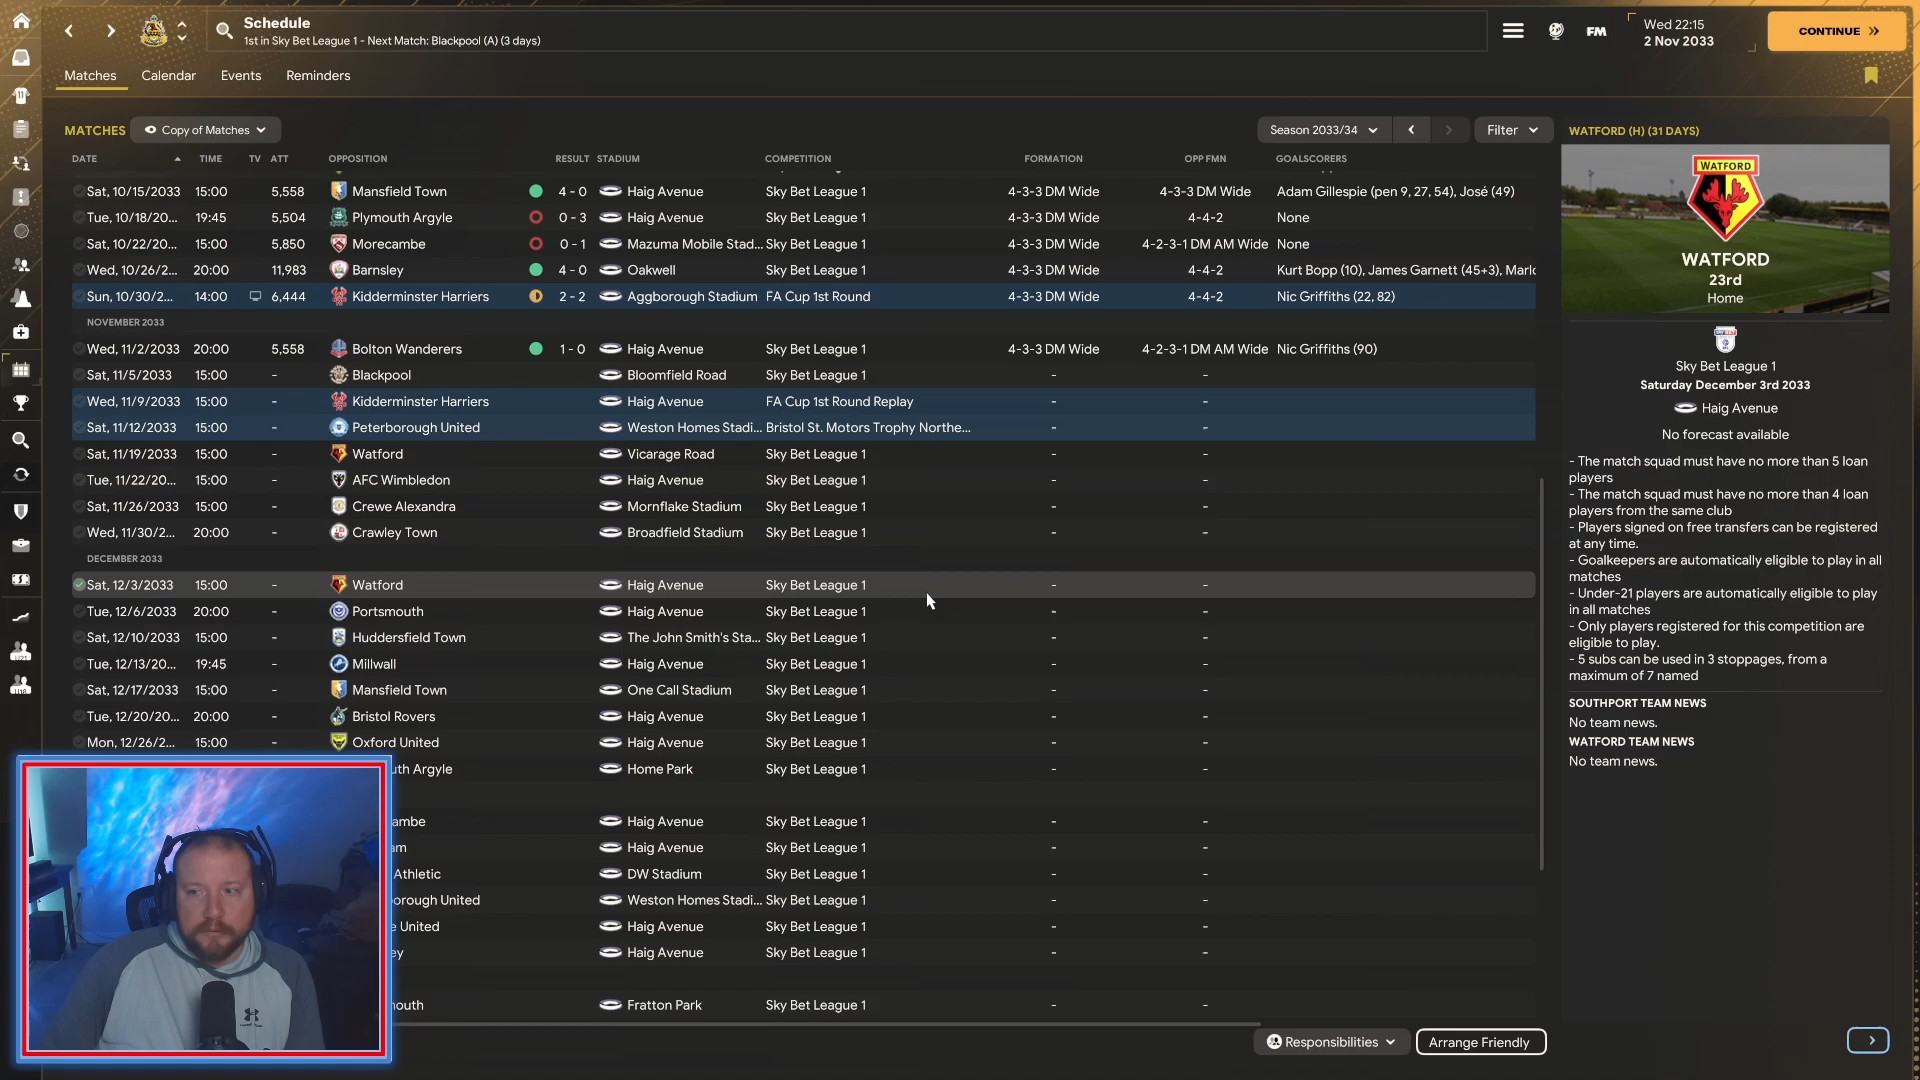 Schedule
1st in Sky Bet League 1 - Next Match: Blackpool (A) (3 days)
FM
Wed 22:15
2 Nov 2033
CONTINUE
Matches Calendar Events Reminders
MATCHES Copy of Matches Season 2033/34 Filter
DATE TIME TV ATT OPPOSITION RESULT STADIUM COMPETITION FORMATION OPP FMN GOALSCORERS
Sat, 10/15/2033 15:00 5,558 Mansfield Town 4 - 0 Haig Avenue Sky Bet League 1 4-3-3 DM Wide 4-3-3 DM Wide Adam Gillespie (pen 9, 27, 54), José (49)
Tue, 10/18/20... 19:45 5,504 Plymouth Argyle 0 - 3 Haig Avenue Sky Bet League 1 4-3-3 DM Wide 4-4-2 None
Sat, 10/22/20... 15:00 5,850 Morecambe 0 - 1 Mazuma Mobile Stad... Sky Bet League 1 4-3-3 DM Wide 4-2-3-1 DM AM Wide None
Wed, 10/26/2... 20:00 11,983 Barnsley 4 - 0 Oakwell Sky Bet League 1 4-3-3 DM Wide 4-4-2 Kurt Bopp (10), James Garnett (45+3), Marlc
Sun, 10/30/2... 14:00 6,444 Kidderminster Harriers 2 - 2 Aggborough Stadium FA Cup 1st Round 4-3-3 DM Wide 4-4-2 Nic Griffiths (22, 82)
NOVEMBER 2033
Wed, 11/2/2033 20:00 5,558 Bolton Wanderers 1 - 0 Haig Avenue Sky Bet League 1 4-3-3 DM Wide 4-2-3-1 DM AM Wide Nic Griffiths (90)
Sat, 11/5/2033 15:00 - Blackpool Bloomfield Road Sky Bet League 1 - -
Wed, 11/9/2033 15:00 - Kidderminster Harriers Haig Avenue FA Cup 1st Round Replay - -
Sat, 11/12/2033 15:00 - Peterborough United Weston Homes Stadi... Bristol St. Motors Trophy Northe... - -
Sat, 11/19/2033 15:00 - Watford Vicarage Road Sky Bet League 1 - -
Tue, 11/22/20... 15:00 - AFC Wimbledon Haig Avenue Sky Bet League 1 - -
Sat, 11/26/2033 15:00 - Crewe Alexandra Mornflake Stadium Sky Bet League 1 - -
Wed, 11/30/2... 20:00 - Crawley Town Broadfield Stadium Sky Bet League 1 - -
DECEMBER 2033
Sat, 12/3/2033 15:00 - Watford Haig Avenue Sky Bet League 1 - -
Tue, 12/6/2033 20:00 - Portsmouth Haig Avenue Sky Bet League 1 - -
Sat, 12/10/2033 15:00 - Huddersfield Town The John Smith's Sta... Sky Bet League 1 - -
Tue, 12/13/20... 19:45 - Millwall Haig Avenue Sky Bet League 1 - -
Sat, 12/17/2033 15:00 - Mansfield Town One Call Stadium Sky Bet League 1 - -
Tue, 12/20/20... 20:00 - Bristol Rovers Haig Avenue Sky Bet League 1 - -
Mon, 12/26/2... 15:00 - Oxford United Haig Avenue Sky Bet League 1 - -
uth Argyle Home Park Sky Bet League 1 - -
ambe Haig Avenue Sky Bet League 1 - -
am Haig Avenue Sky Bet League 1 - -
Athletic DW Stadium Sky Bet League 1 - -
orough United Weston Homes Stadi... Sky Bet League 1 - -
e United Haig Avenue Sky Bet League 1 - -
ey Haig Avenue Sky Bet League 1 - -
outh Fratton Park Sky Bet League 1 - -
Responsibilities Arrange Friendly
WATFORD (H) (31 DAYS)
WATFORD
WATFORD
23rd
Home
Sky Bet League 1
Saturday December 3rd 2033
Haig Avenue
No forecast available
- The match squad must have no more than 5 loan
players
- The match squad must have no more than 4 loan
players from the same club
- Players signed on free transfers can be registered
at any time.
- Goalkeepers are automatically eligible to play in all
matches
- Under-21 players are automatically eligible to play
in all matches
- Only players registered for this competition are
eligible to play.
- 5 subs can be used in 3 stoppages, from a
maximum of 7 named
SOUTHPORT TEAM NEWS
No team news.
WATFORD TEAM NEWS
No team news.